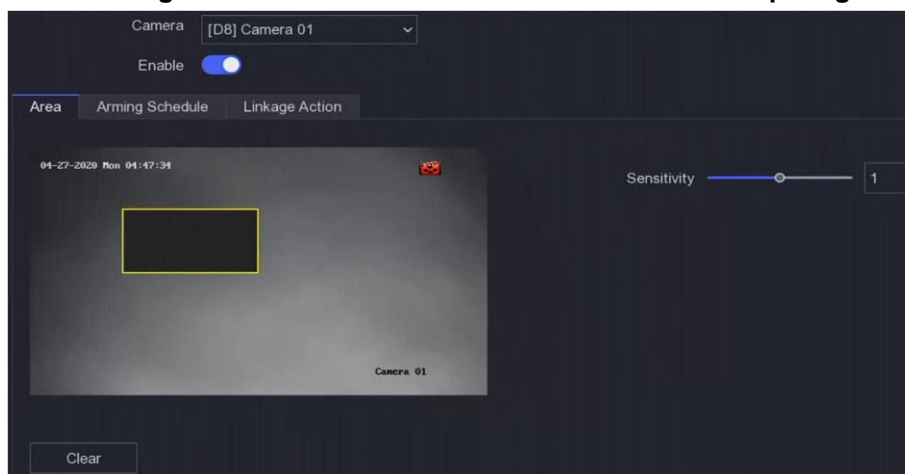 Camera [D8] Camera 01
Enable
Area Arming Schedule Linkage Action
04-27-2020 Mon 04:47:34
Sensitivity 1
Camera 01
Clear